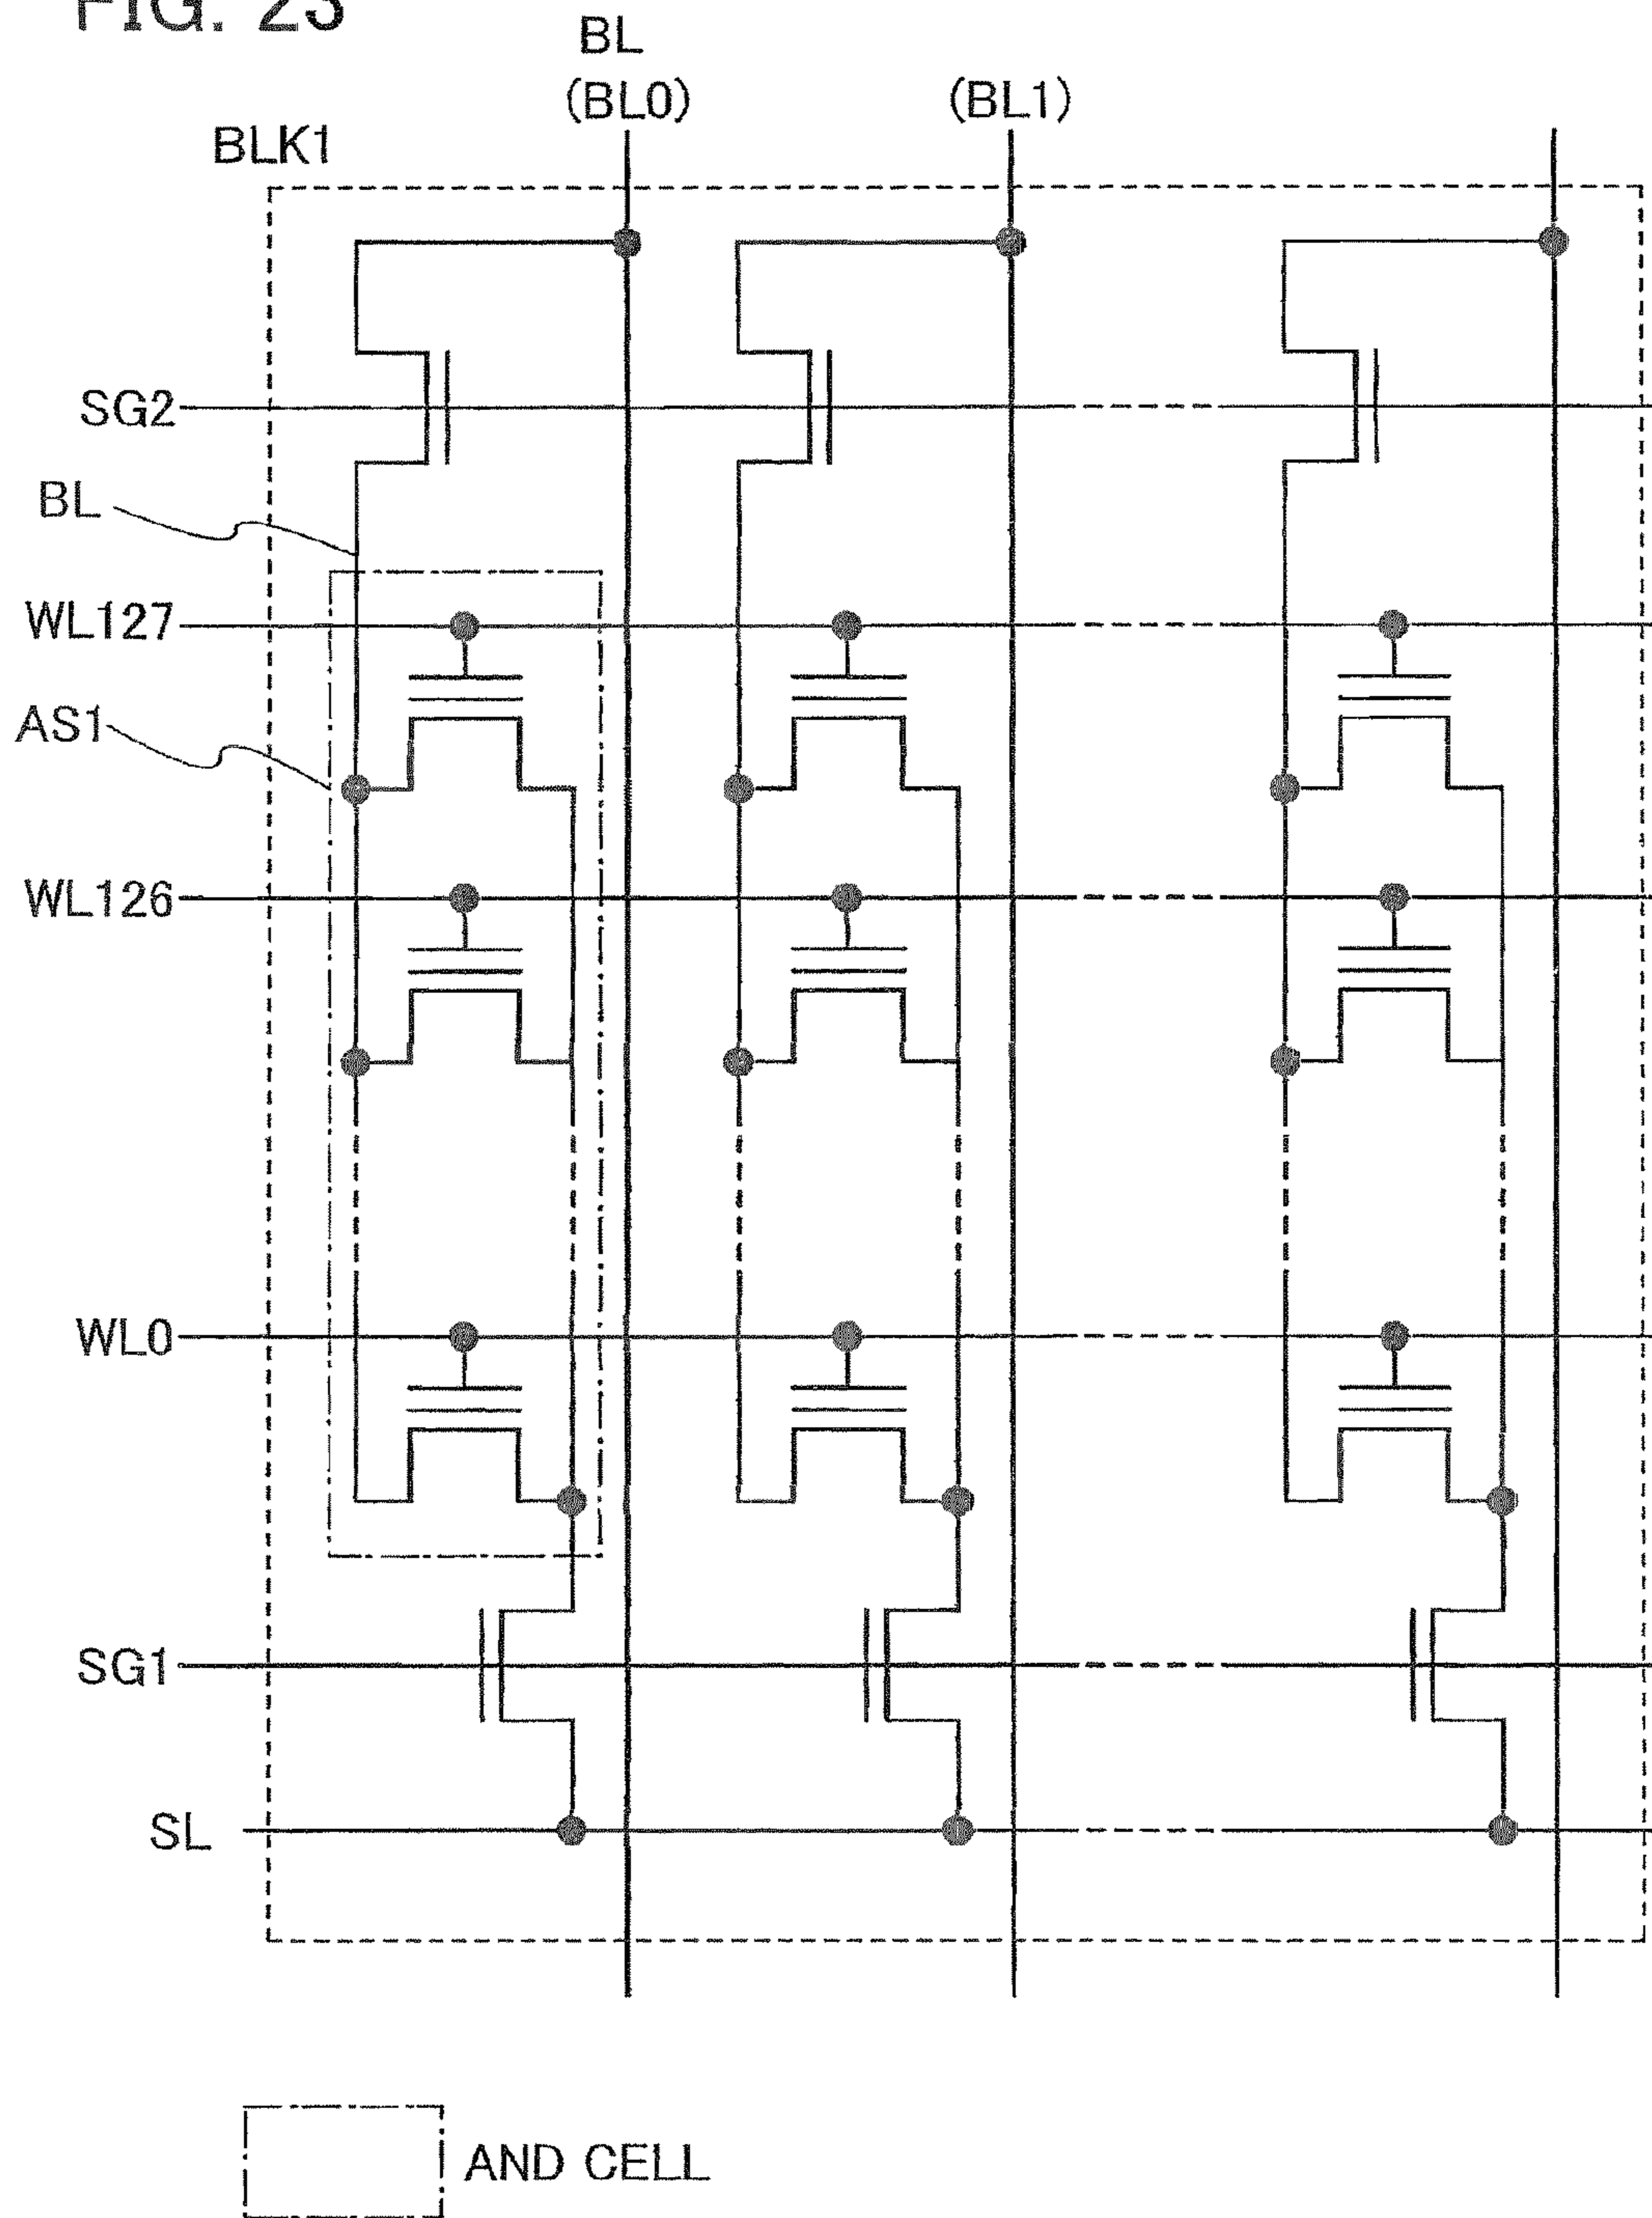 FIG. 23
BL
(BL0) (BL1)
BLK1
SG2
BL
WL127
AS1
WL126
WL0
SG1
SL
AND CELL